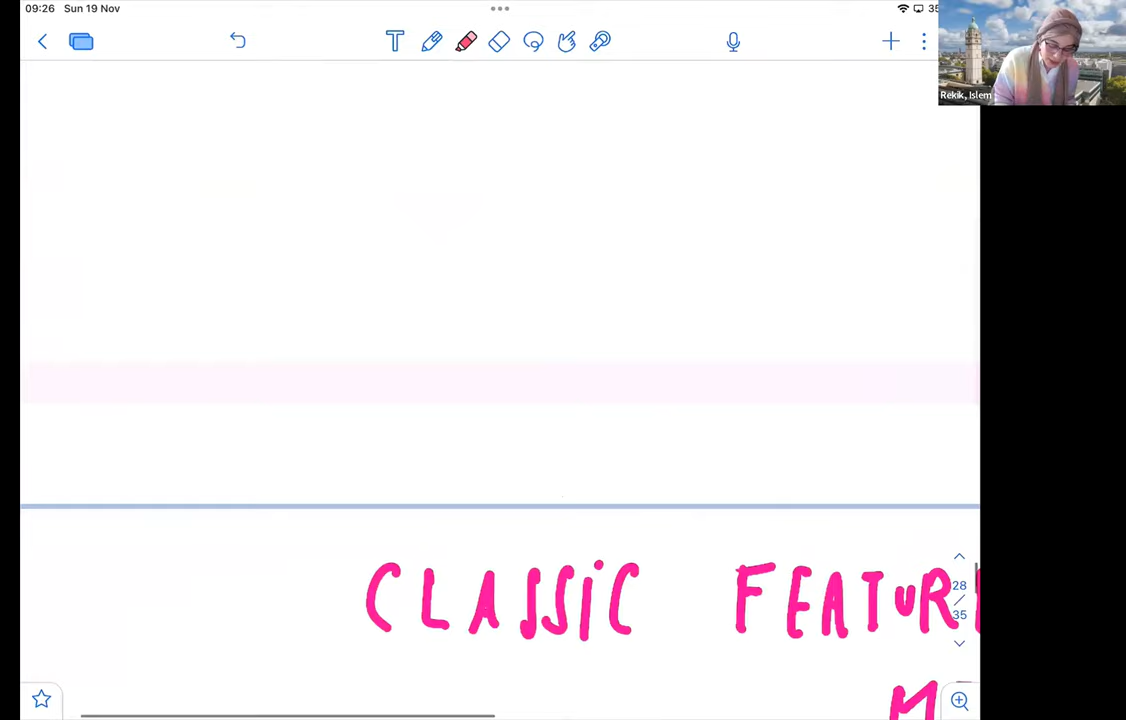 09:26 Sun 19 Nov
Rekik, Islem
CLASSiC FEATUR
28
35